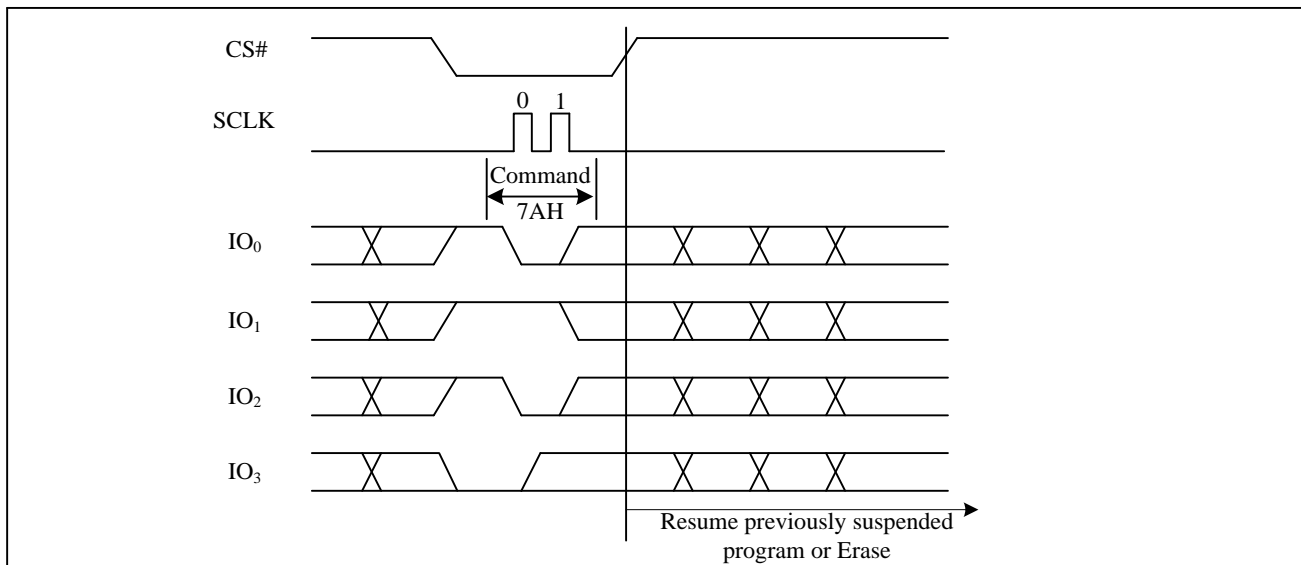 CS#
0 1
SCLK
Command
7AH
IO₀
IO₁
IO₂
IO₃
Resume previously suspended
program or Erase